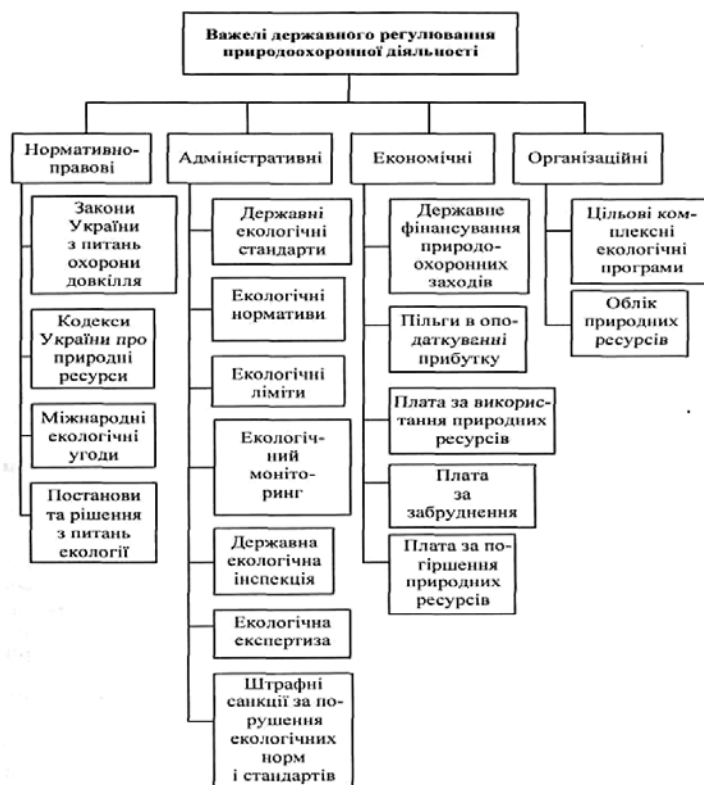 Важелі державного регулювання
природоохоронної діяльності
Нормативно-
правові
Закони
України
з питань
охорони
довкілля
Кодекси
України про
природні
ресурси
Міжнародні
екологічні
угоди
Постанови
та рішення
з питань
екології
Адміністративні
Державні
екологічні
стандарти
Екологічні
нормативи
Екологічні
ліміти
Екологіч-
ний
моніто-
ринг
Державна
екологічна
інспекція
Екологічна
експертиза
Штрафні
санкції за по-
рушення
екологічних
норм
і стандартів
Економічні
Державне
фінансування
природо-
охоронних
заходів
Пільги в опо-
даткуванні
прибутку
Плата за викорис-
тання природних
ресурсів
Плата
за
забруднення
Плата за по-
гіршення
природних
ресурсів
Організаційні
Цільові ком-
плексні
екологічні
програми
Облік
природних
ресурсів